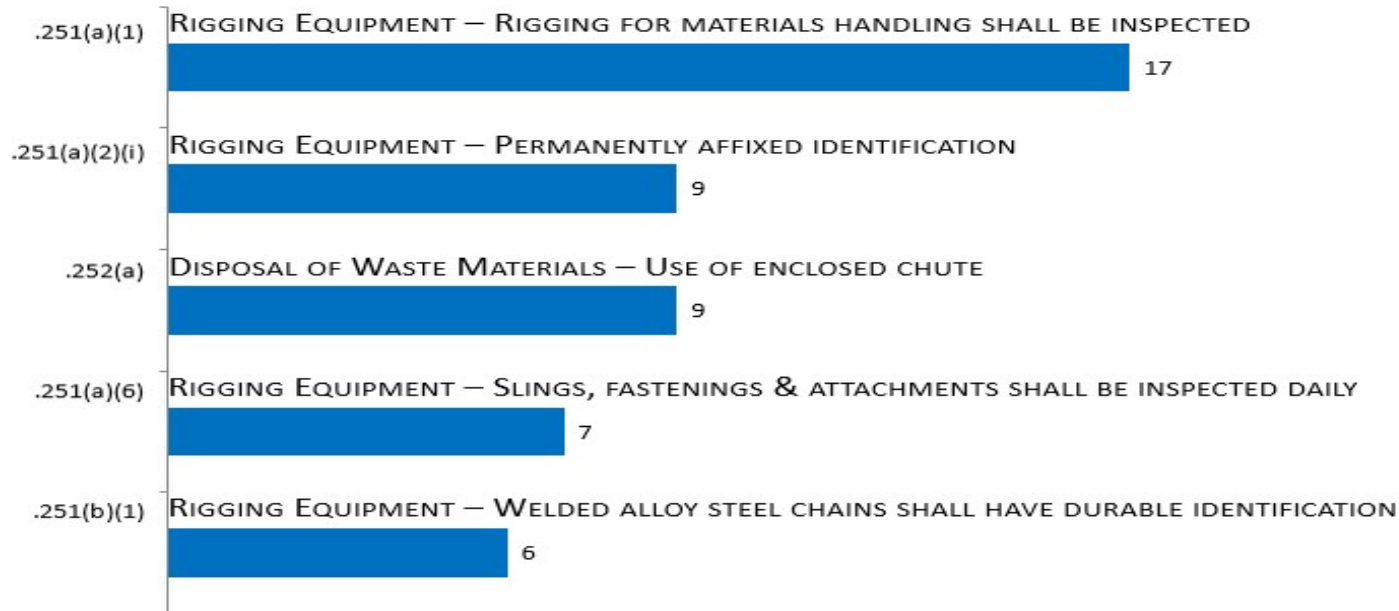 .251(a)(1) Rigging Equipment – Rigging for materials handling shall be inspected
17
.251(a)(2)(i) Rigging Equipment – Permanently affixed identification
9
.252(a) Disposal of Waste Materials – Use of enclosed chute
9
.251(a)(6) Rigging Equipment – Slings, fastenings & attachments shall be inspected daily
7
.251(b)(1) Rigging Equipment – Welded alloy steel chains shall have durable identification
6